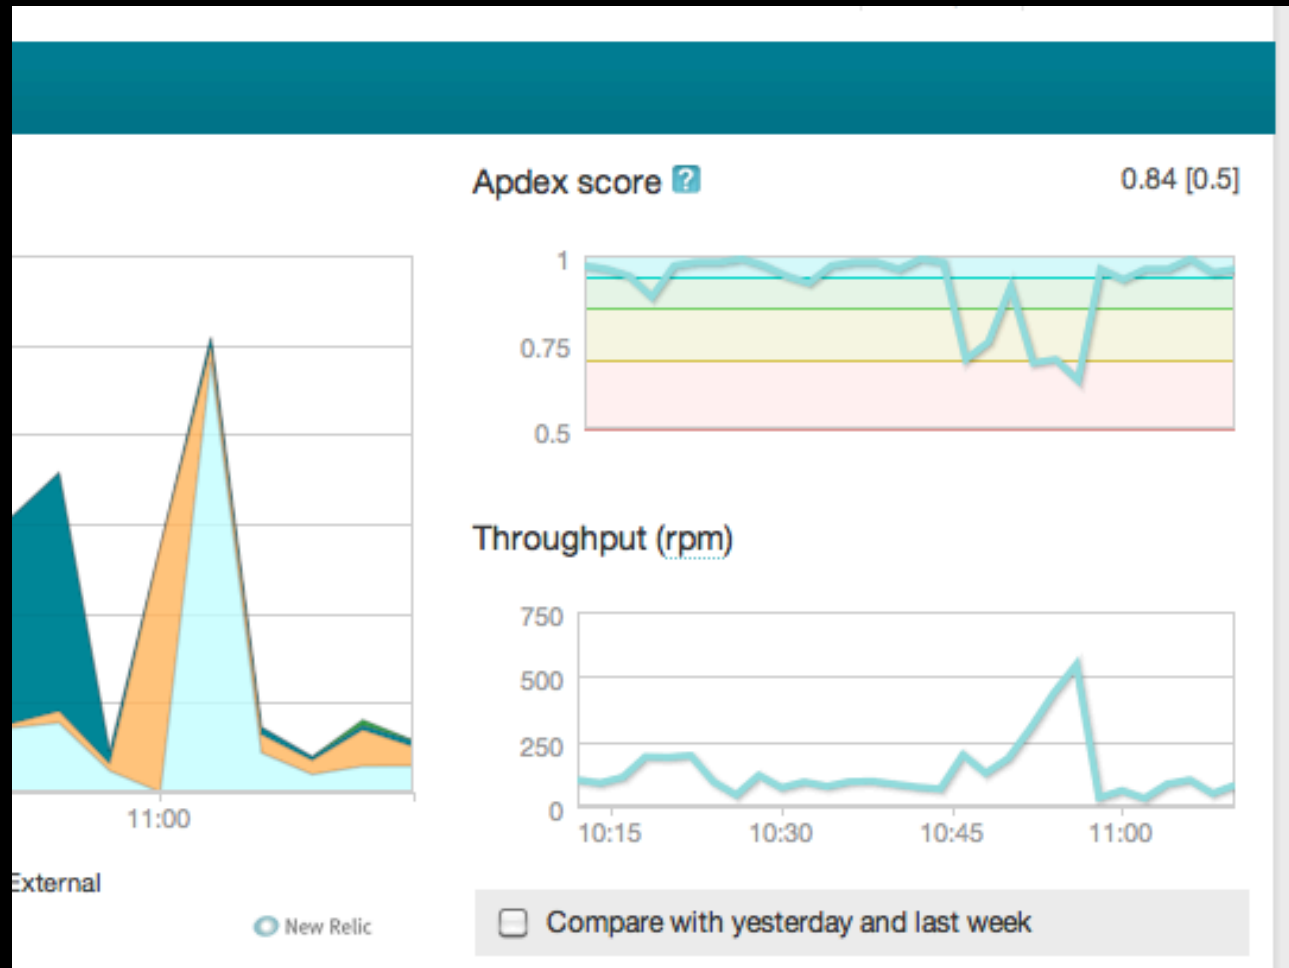 Apdex score ?
0.84 [0.5]
1
0.75
0.5
Throughput (rpm)
750
500
250
0
10:15 10:30 10:45 11:00
11:00
External
New Relic
Compare with yesterday and last week